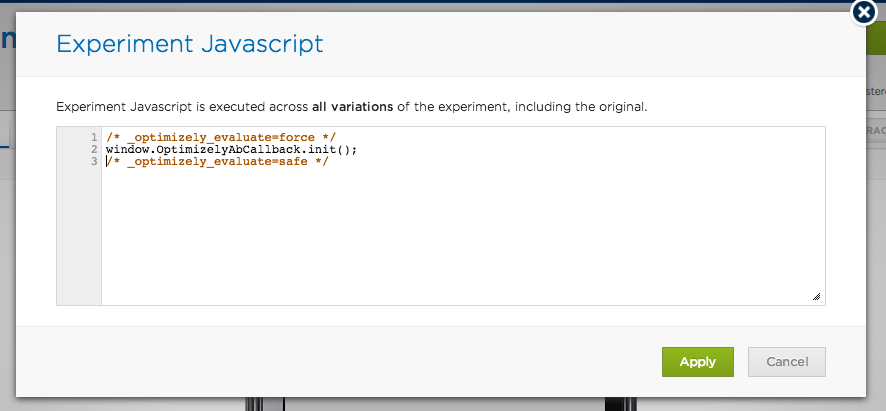 Experiment Javascript
Experiment Javascript is executed across all variations of the experiment, including the original.
1 /* _optimizely_evaluate=force */
2 window.OptimizelyAbCallback.init();
3 /* _optimizely_evaluate=safe */
Apply Cancel